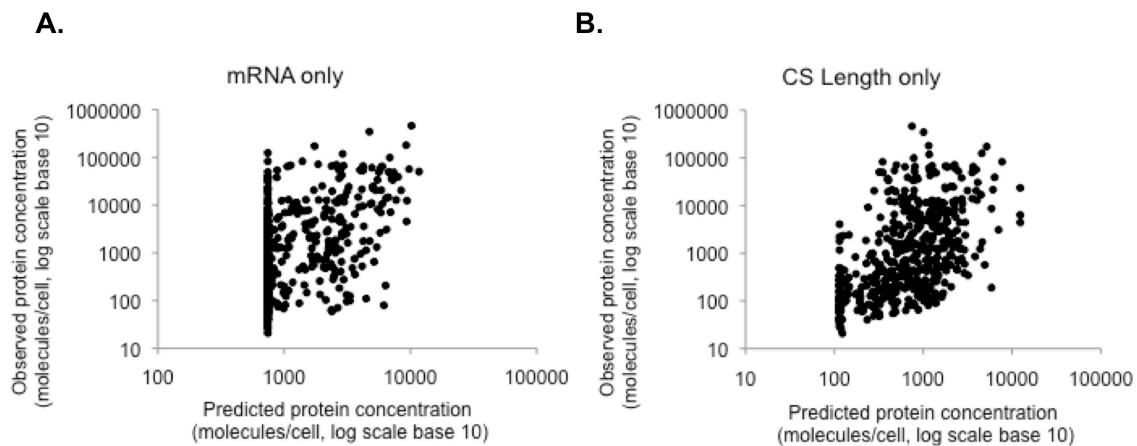 A.
mRNA only
Observed protein concentration
(molecules/cell, log scale base 10)
1000000
100000
10000
1000
100
10
100
1000
10000
100000
Predicted protein concentration
(molecules/cell, log scale base 10)
B.
CS Length only
Observed protein concentration
(molecules/cell, log scale base 10)
1000000
100000
10000
1000
100
10
10
100
1000
10000
100000
Predicted protein concentration
(molecules/cell, log scale base 10)